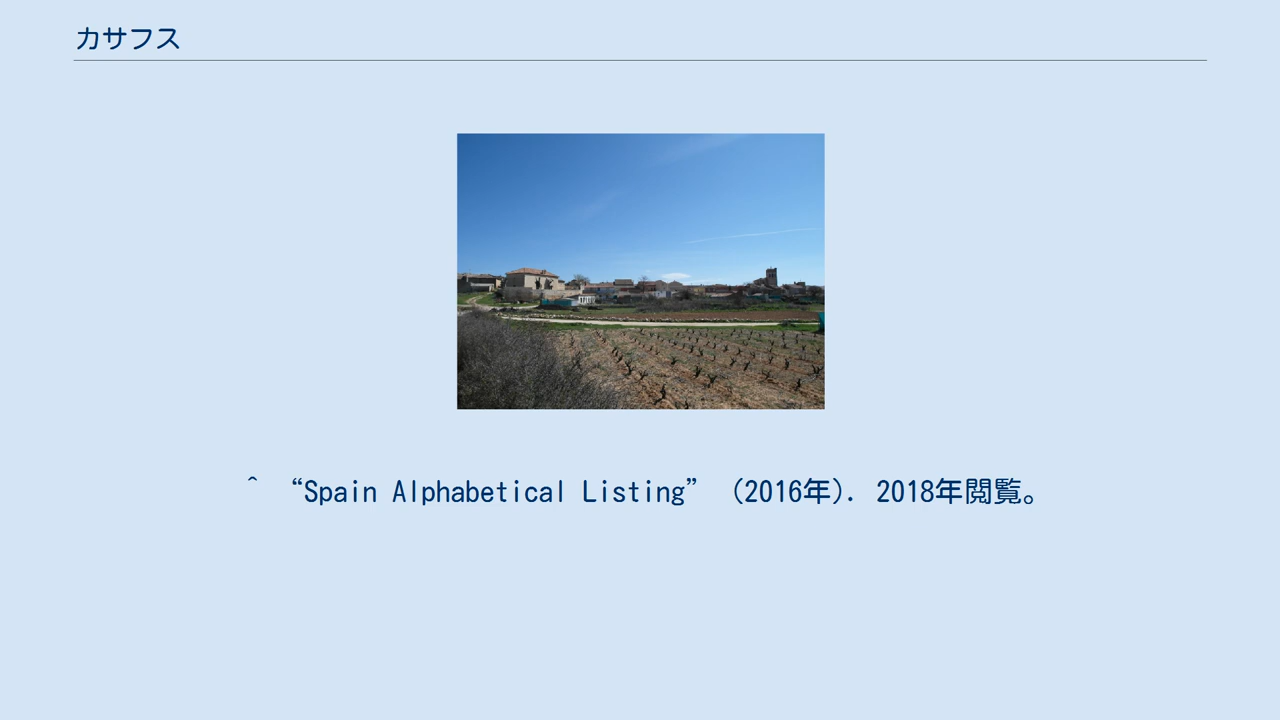 カサフス
^ “Spain Alphabetical Listing” (2016年). 2018年閲覧。